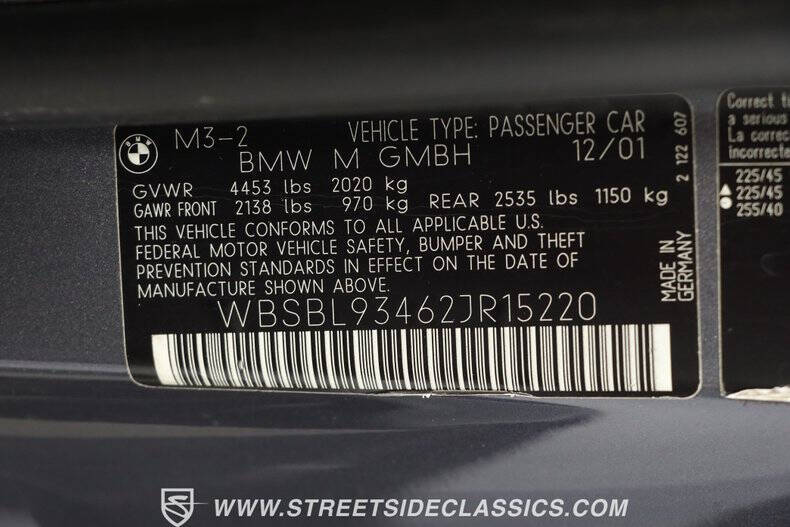 M3-2 VEHICLE TYPE: PASSENGER CAR
BMW M GMBH 12/01
GVWR 4453 lbs 2020 kg
GAWR FRONT 2138 lbs 970 kg REAR 2535 lbs 1150 kg
THIS VEHICLE CONFORMS TO ALL APPLICABLE U.S.
FEDERAL MOTOR VEHICLE SAFETY, BUMPER AND THEFT
PREVENTION STANDARDS IN EFFECT ON THE DATE OF
MANUFACTURE SHOWN ABOVE.
WBSBL93462JR15220
2 122 607
MADE IN
GERMANY
Correct
a serious
La correc
incorrecte
225/45
225/45
255/40
WWW.STREETSIDECLASSICS.COM